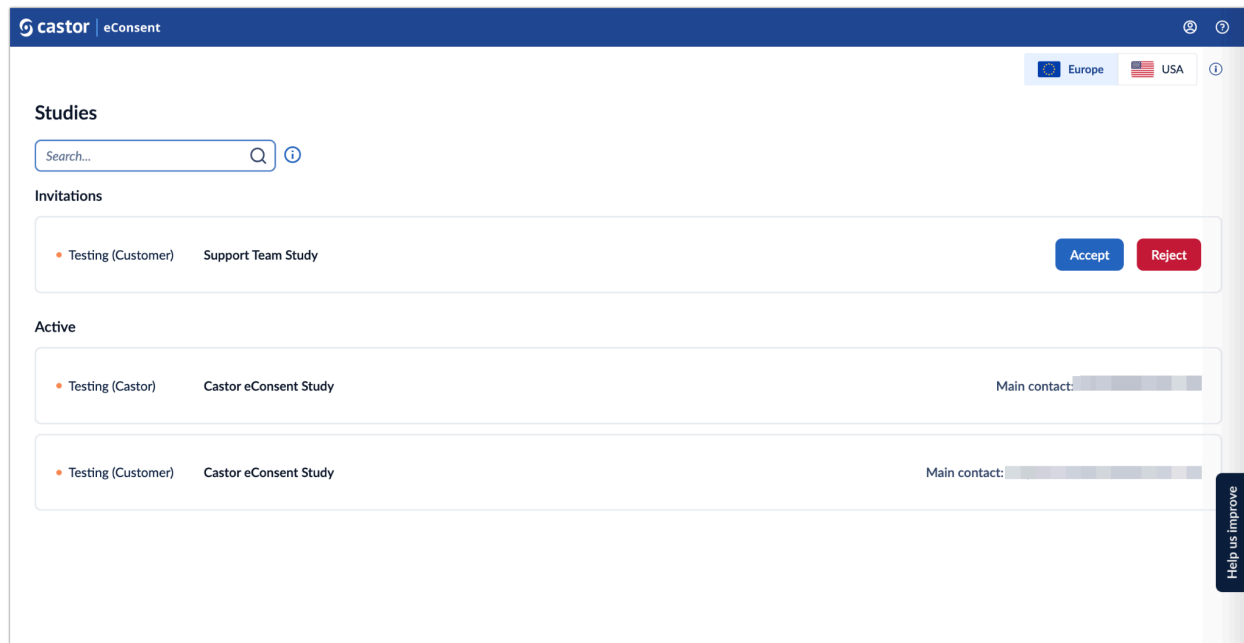 castor | eConsent
Europe
USA
Studies
Search...
Invitations
Testing (Customer) Support Team Study Accept Reject
Active
Testing (Castor) Castor eConsent Study Main contact:
Testing (Customer) Castor eConsent Study Main contact:
Help us improve